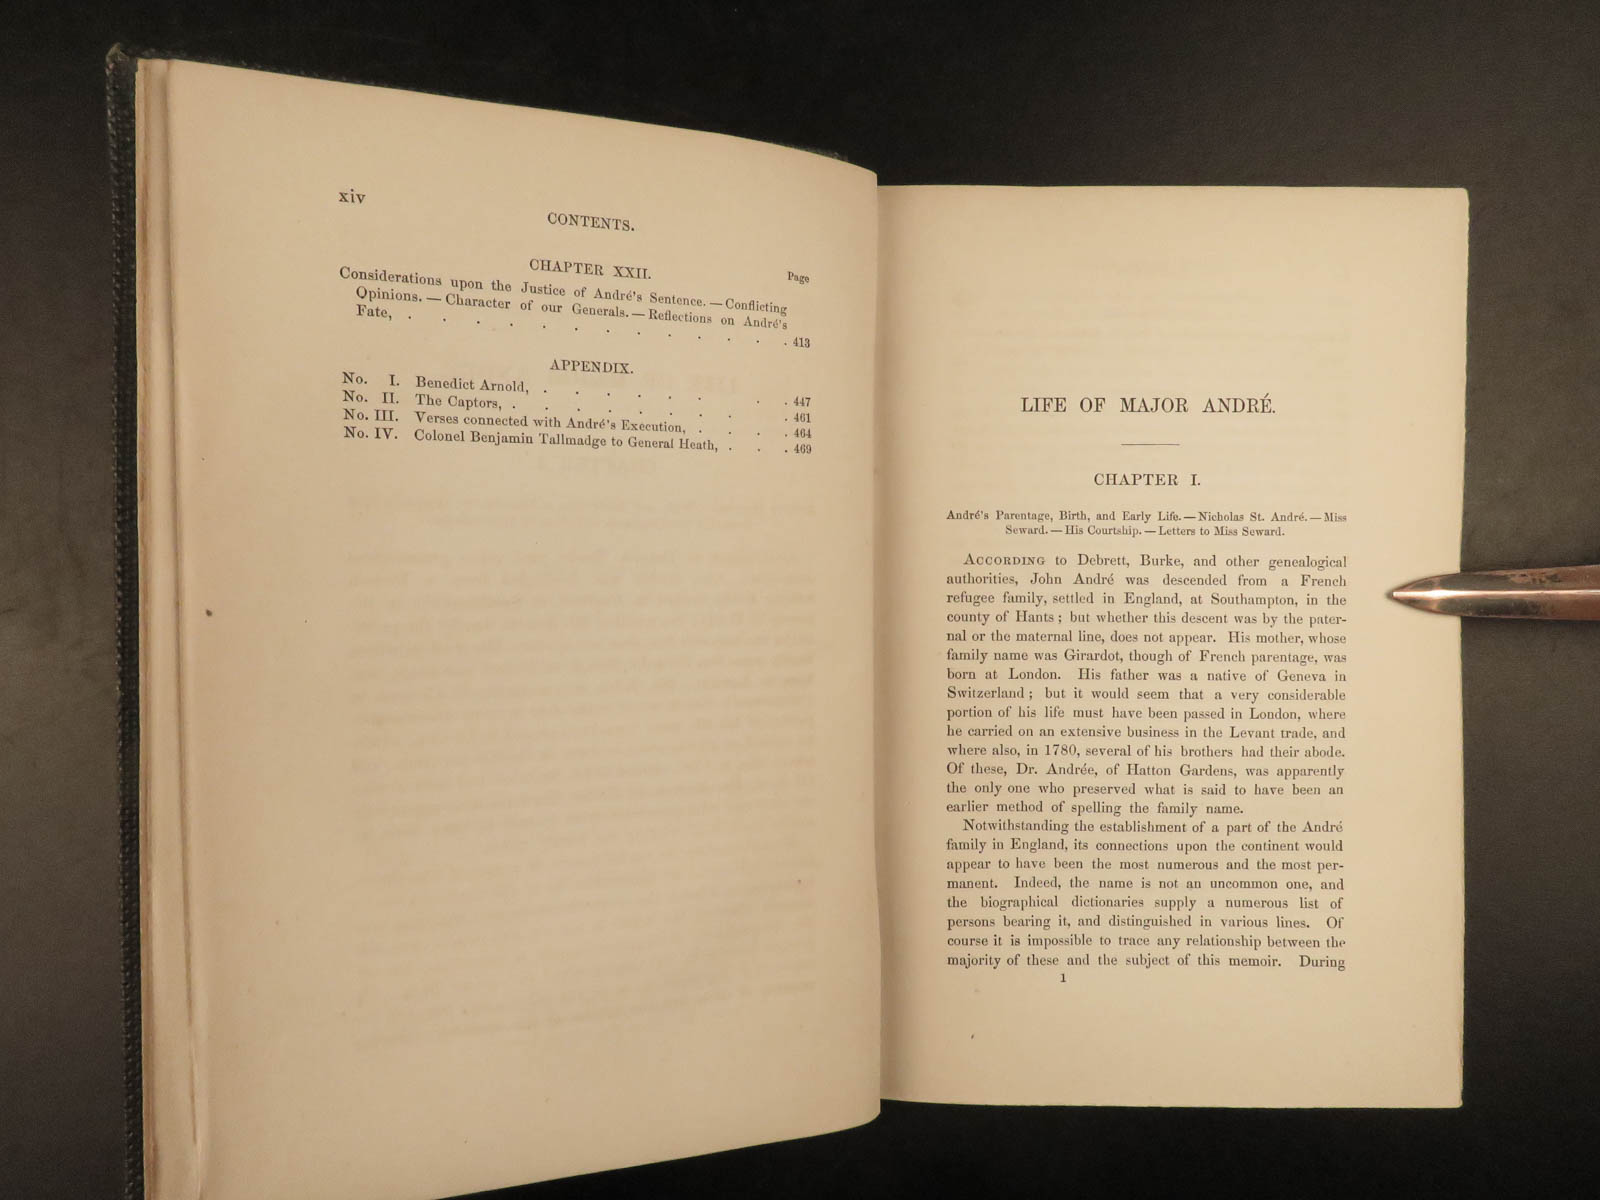 xiv
CONTENTS.
CHAPTER XXII.
Page
Considerations upon the Justice of André's Sentence. — Conflicting
Opinions. — Character of our Generals. — Reflections on André's
Fate, . . . . . . . . . . . . . 413
APPENDIX.
No. I. Benedict Arnold, . . . . . . . . 447
No. II. The Captors, . . . . . . . . . 461
No. III. Verses connected with André's Execution, . . . . 464
No. IV. Colonel Benjamin Tallmadge to General Heath, . . . 469
LIFE OF MAJOR ANDRÉ.
CHAPTER I.
André's Parentage, Birth, and Early Life. — Nicholas St. André. — Miss
Seward. — His Courtship. — Letters to Miss Seward.
ACCORDING to Debrett, Burke, and other genealogical
authorities, John André was descended from a French
refugee family, settled in England, at Southampton, in the
county of Hants; but whether this descent was by the pater-
nal or the maternal line, does not appear. His mother, whose
family name was Girardot, though of French parentage, was
born at London. His father was a native of Geneva in
Switzerland; but it would seem that a very considerable
portion of his life must have been passed in London, where
he carried on an extensive business in the Levant trade, and
where also, in 1780, several of his brothers had their abode.
Of these, Dr. Andrée, of Hatton Gardens, was apparently
the only one who preserved what is said to have been an
earlier method of spelling the family name.
Notwithstanding the establishment of a part of the André
family in England, its connections upon the continent would
appear to have been the most numerous and the most per-
manent. Indeed, the name is not an uncommon one, and
the biographical dictionaries supply a numerous list of
persons bearing it, and distinguished in various lines. Of
course it is impossible to trace any relationship between the
majority of these and the subject of this memoir. During
1